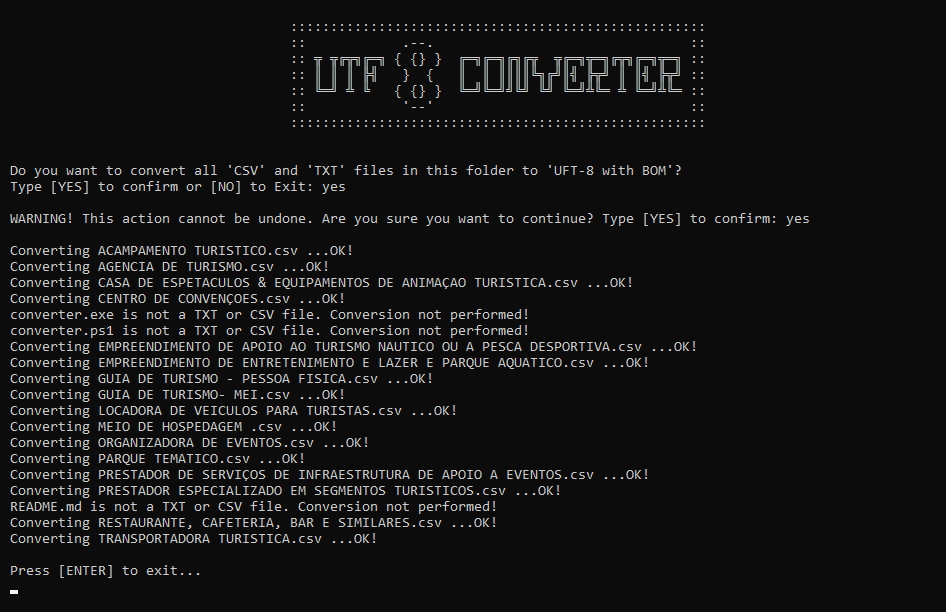 UTF 8 CONVERTER
Do you want to convert all 'CSV' and 'TXT' files in this folder to 'UFT-8 with BOM'?
Type [YES] to confirm or [NO] to Exit: yes
WARNING! This action cannot be undone. Are you sure you want to continue? Type [YES] to confirm: yes
Converting ACAMPAMENTO TURISTICO.csv ...OK!
Converting AGENCIA DE TURISMO.csv ...OK!
Converting CASA DE ESPETACULOS & EQUIPAMENTOS DE ANIMAÇAO TURISTICA.csv ...OK!
Converting CENTRO DE CONVENÇOES.csv ...OK!
converter.exe is not a TXT or CSV file. Conversion not performed!
converter.ps1 is not a TXT or CSV file. Conversion not performed!
Converting EMPREENDIMENTO DE APOIO AO TURISMO NAUTICO OU A PESCA DESPORTIVA.csv ...OK!
Converting EMPREENDIMENTO DE ENTRETENIMENTO E LAZER E PARQUE AQUATICO.csv ...OK!
Converting GUIA DE TURISMO - PESSOA FISICA.csv ...OK!
Converting GUIA DE TURISMO- MEI.csv ...OK!
Converting LOCADORA DE VEICULOS PARA TURISTAS.csv ...OK!
Converting MEIO DE HOSPEDAGEM .csv ...OK!
Converting ORGANIZADORA DE EVENTOS.csv ...OK!
Converting PARQUE TEMATICO.csv ...OK!
Converting PRESTADOR DE SERVIÇOS DE INFRAESTRUTURA DE APOIO A EVENTOS.csv ...OK!
Converting PRESTADOR ESPECIALIZADO EM SEGMENTOS TURISTICOS.csv ...OK!
README.md is not a TXT or CSV file. Conversion not performed!
Converting RESTAURANTE, CAFETERIA, BAR E SIMILARES.csv ...OK!
Converting TRANSPORTADORA TURISTICA.csv ...OK!
Press [ENTER] to exit...